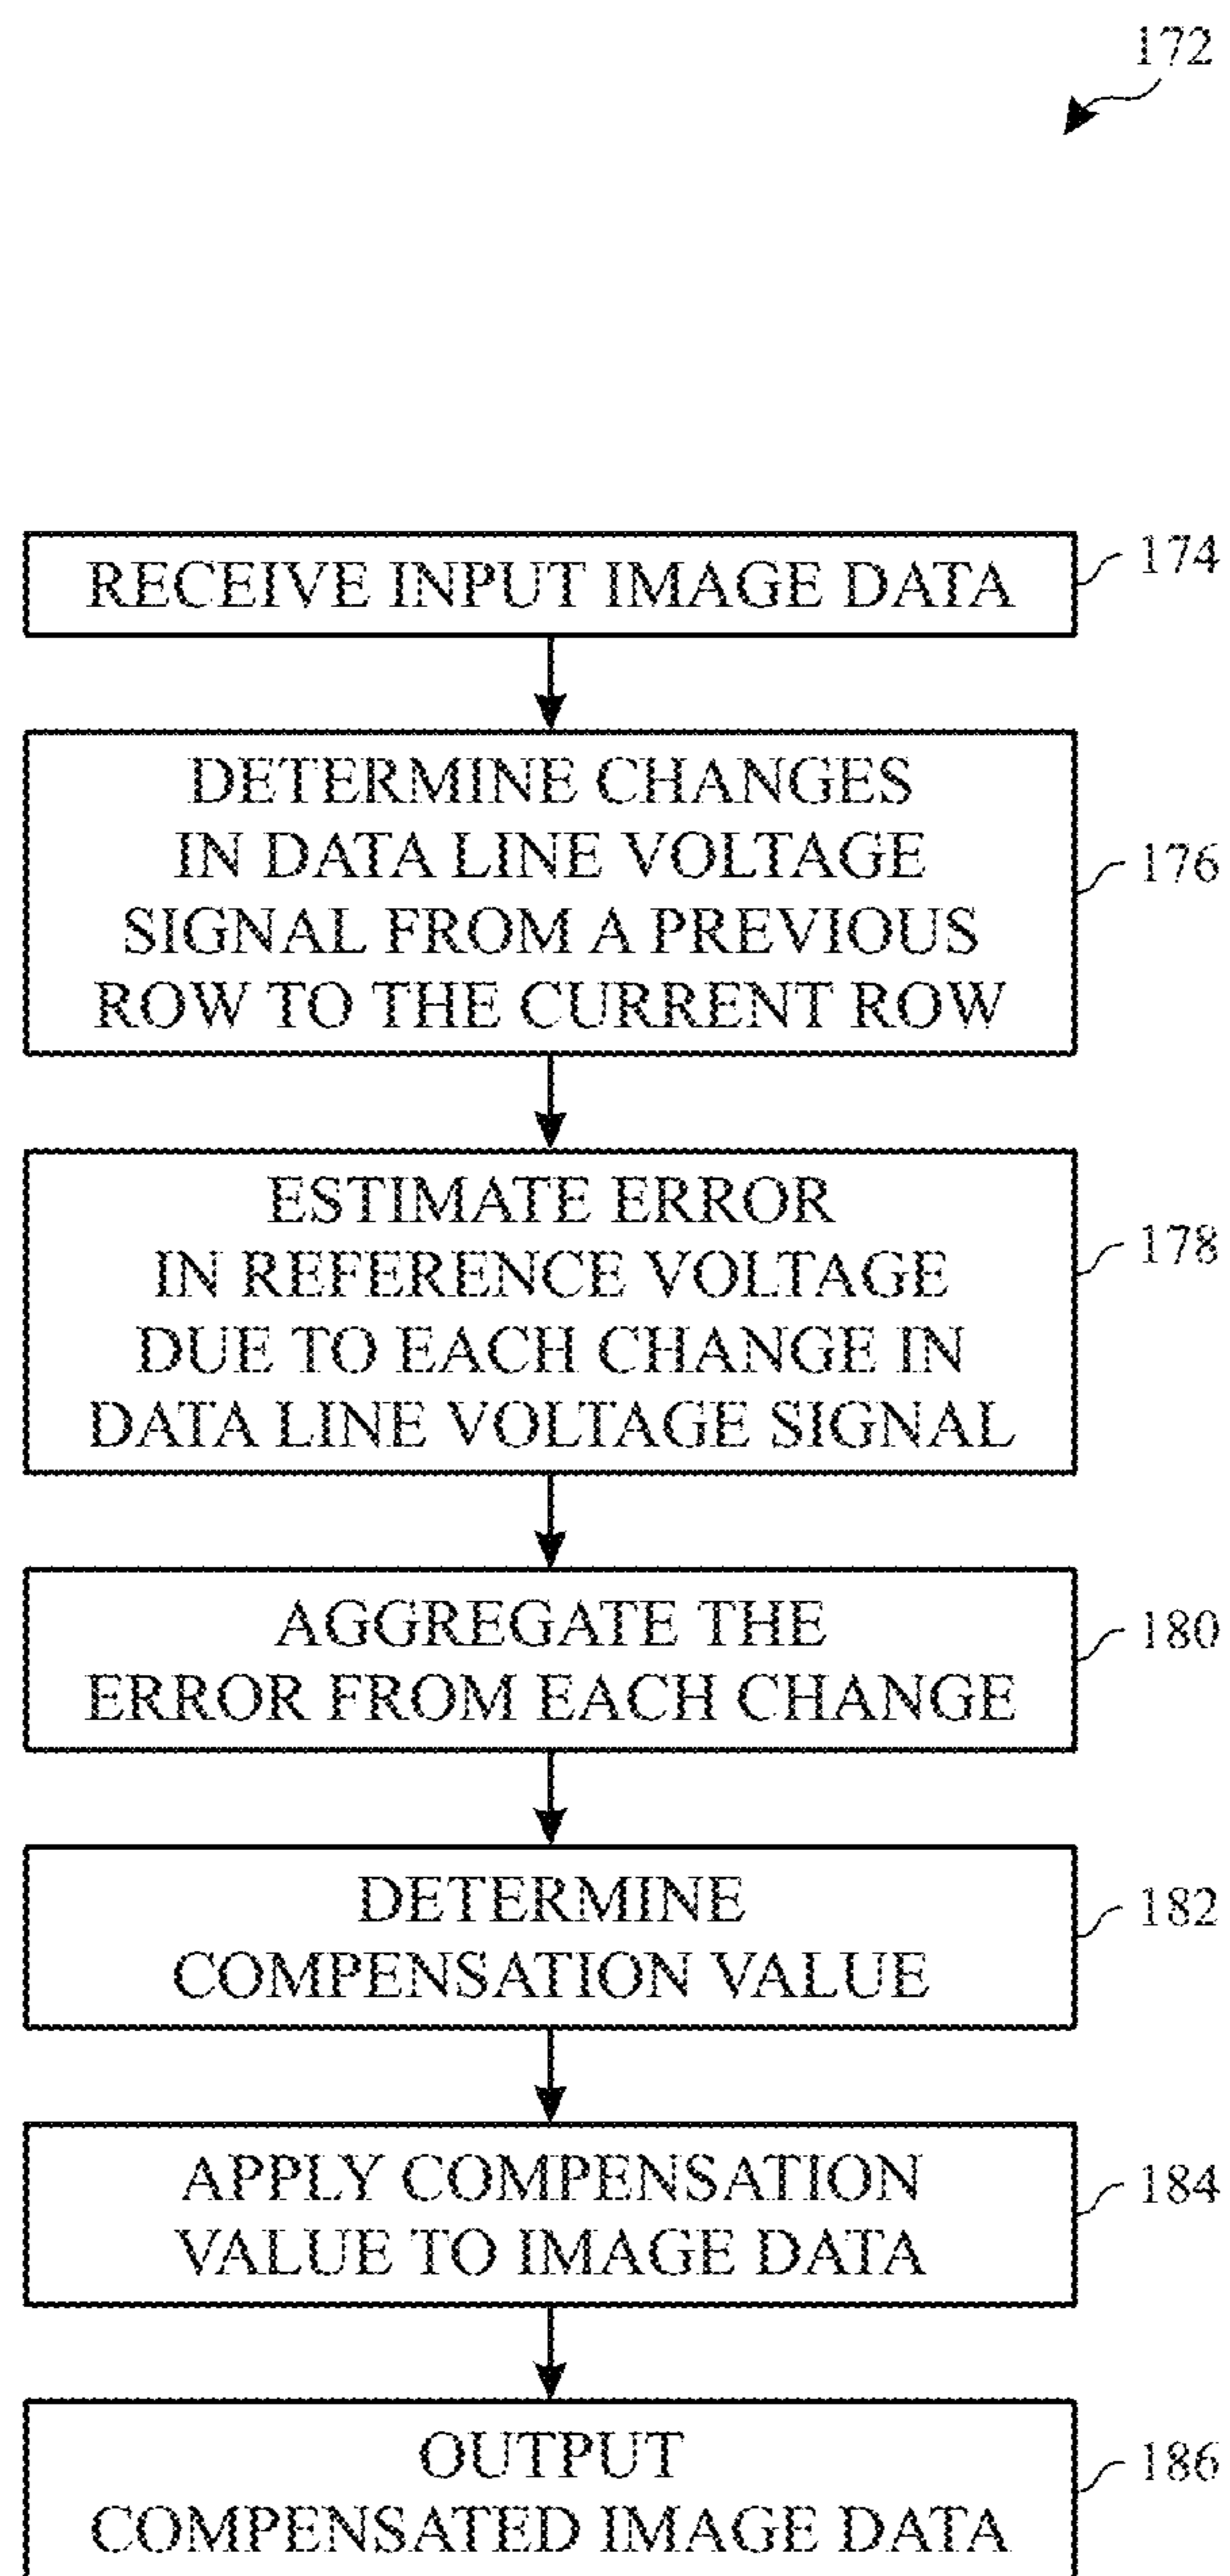 172
RECEIVE INPUT IMAGE DATA
174
DETERMINE CHANGES
IN DATA LINE VOLTAGE
SIGNAL FROM A PREVIOUS
ROW TO THE CURRENT ROW
176
ESTIMATE ERROR
IN REFERENCE VOLTAGE
DUE TO EACH CHANGE IN
DATA LINE VOLTAGE SIGNAL
178
AGGREGATE THE
ERROR FROM EACH CHANGE
180
DETERMINE
COMPENSATION VALUE
182
APPLY COMPENSATION
VALUE TO IMAGE DATA
184
OUTPUT
COMPENSATED IMAGE DATA
186